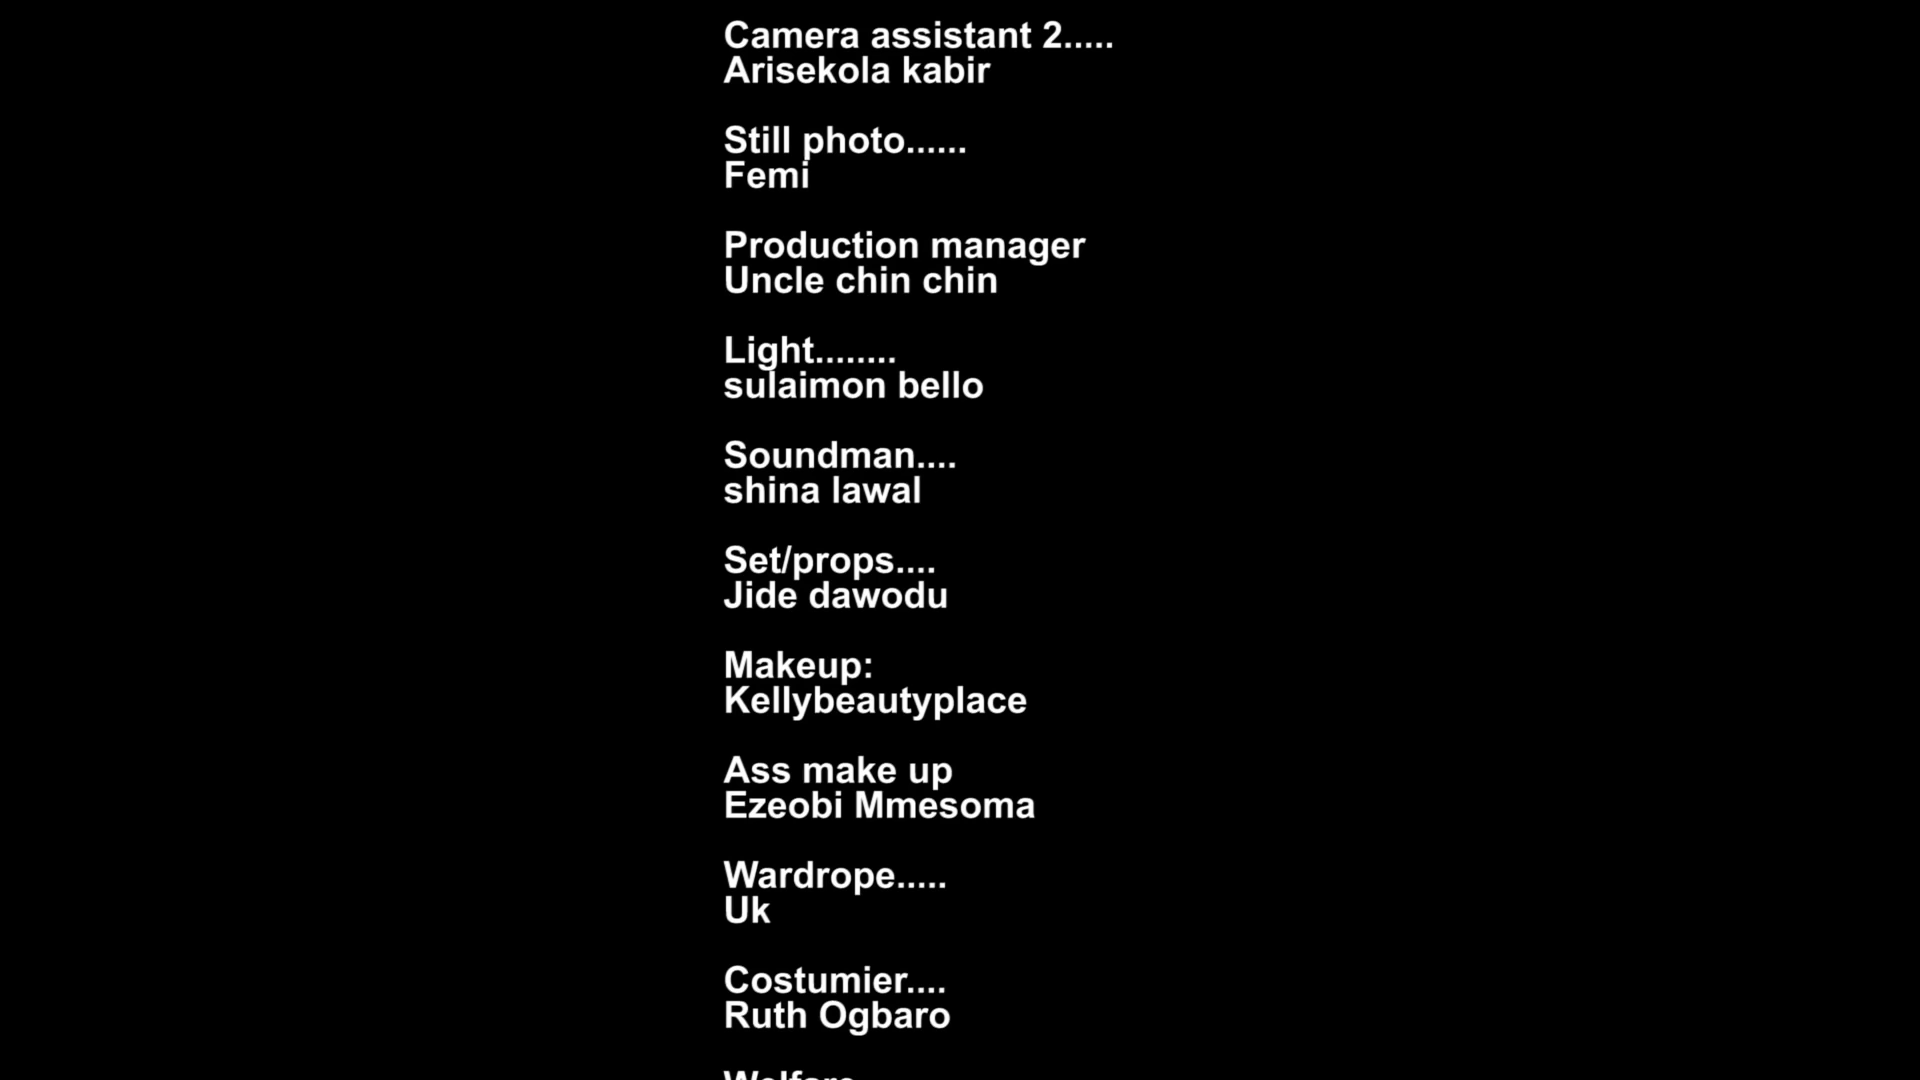 Camera assistant 2.....
Arisekola kabir
Still photo......
Femi
Production manager
Uncle chin chin
Light........
sulaimon bello
Soundman....
shina lawal
Set/props....
Jide dawodu
Makeup:
Kellybeautyplace
Ass make up
Ezeobi Mmesoma
Wardrope.....
Uk
Costumier....
Ruth Ogbaro
Welfare